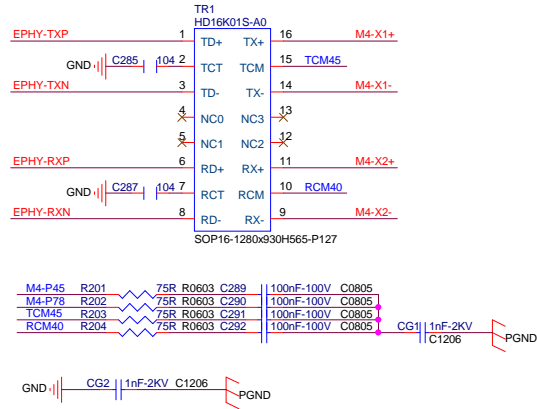 TR1
HD16K01S-A0
EPHY-TXP 1 TD+ TX+ 16 M4-X1+
GND C285 104 2 TCT TCM 15 TCM45
EPHY-TXN 3 TD- TX- 14 M4-X1-
4 NC0 NC3 13
5 NC1 NC2 12
EPHY-RXP 6 RD+ RX+ 11 M4-X2+
GND C287 104 7 RCT RCM 10 RCM40
EPHY-RXN 8 RD- RX- 9 M4-X2-
SOP16-1280x930H565-P127
M4-P45 R201 75R R0603 C289 100nF-100V C0805
M4-P78 R202 75R R0603 C290 100nF-100V C0805
TCM45 R203 75R R0603 C291 100nF-100V C0805
RCM40 R204 75R R0603 C292 100nF-100V C0805
CG1 1nF-2KV
C1206
PGND
GND CG2 1nF-2KV C1206
PGND